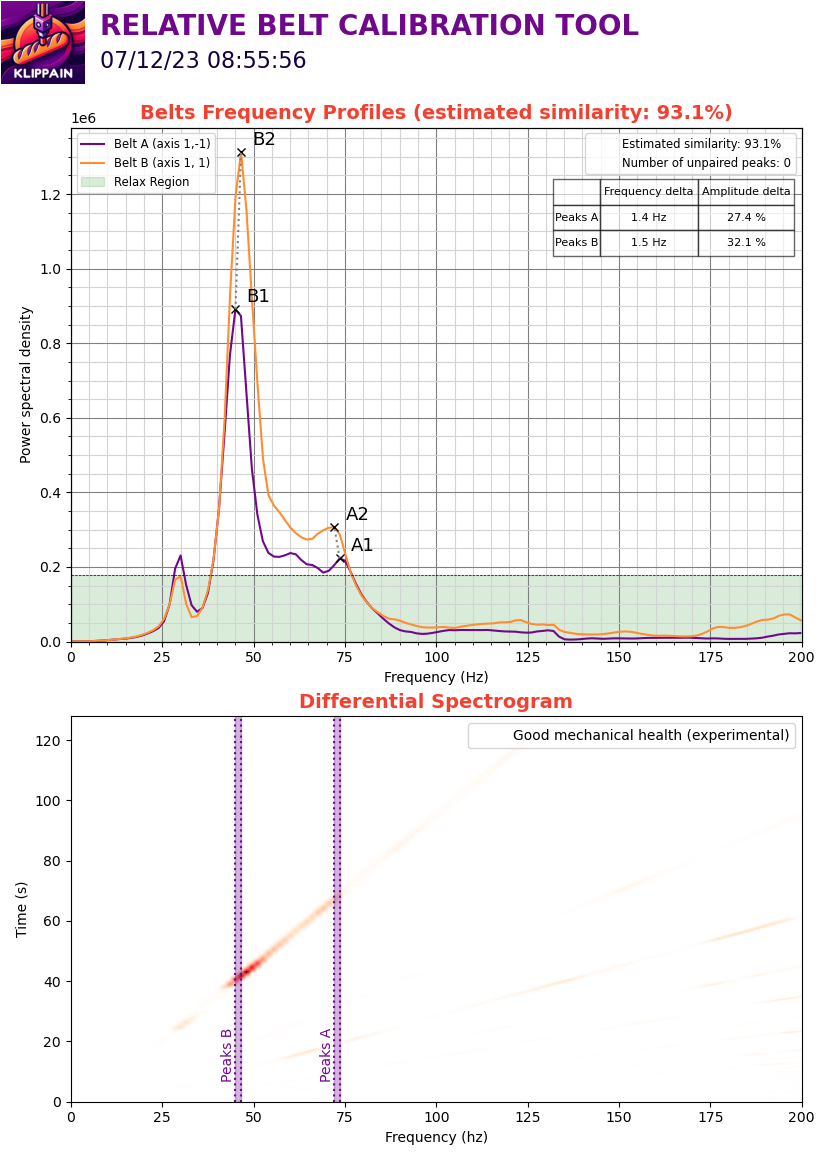 KLIPPAIN
RELATIVE BELT CALIBRATION TOOL
07/12/23 08:55:56
Belts Frequency Profiles (estimated similarity: 93.1%)
1e6
Belt A (axis 1,-1)
Belt B (axis 1, 1)
Relax Region
Estimated similarity: 93.1%
Number of unpaired peaks: 0
Frequency delta Amplitude delta
Peaks A 1.4 Hz 27.4 %
Peaks B 1.5 Hz 32.1 %
B2
B1
A2
A1
Power spectral density
1.2
1.0
0.8
0.6
0.4
0.2
0.0
0 25 50 75 100 125 150 175 200
Frequency (Hz)
Differential Spectrogram
Good mechanical health (experimental)
Time (s)
120
100
80
60
40
20
0
Peaks B
Peaks A
0 25 50 75 100 125 150 175 200
Frequency (hz)